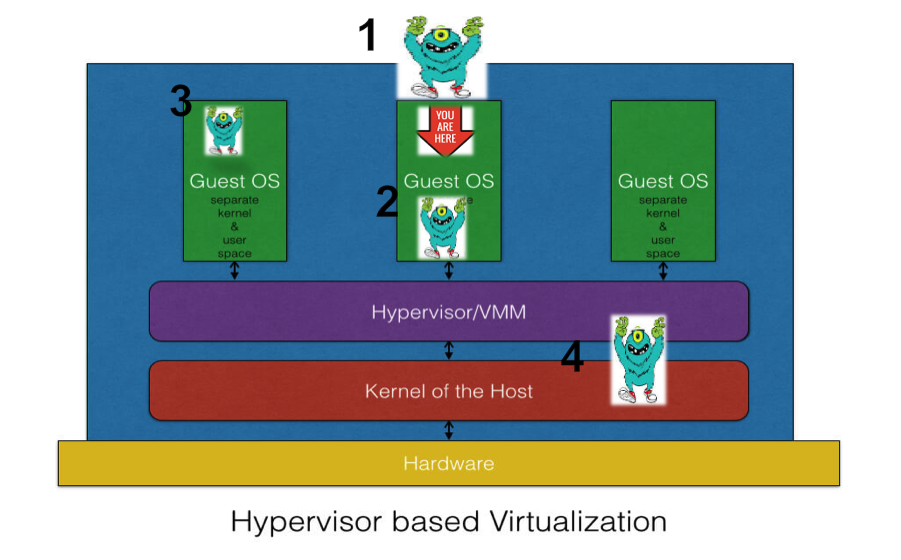 1
3
YOU
ARE
HERE
Guest OS
separate
kernel
&
user
space
2
Guest OS
e
Guest OS
separate
kernel
&
user
space
Hypervisor/VMM
4
Kernel of the Host
Hardware
Hypervisor based Virtualization